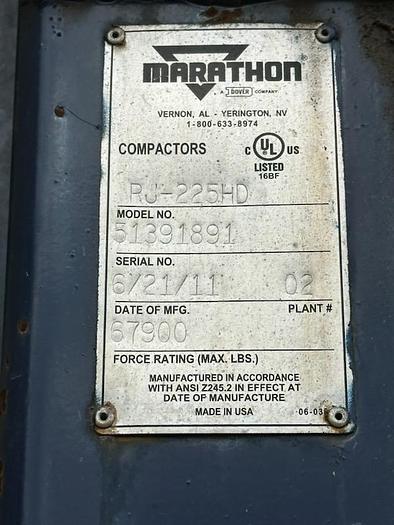 MARATHON
A DOVER COMPANY
VERNON, AL - YERINGTON, NV
1-800-633-8974
COMPACTORS
C UL US
LISTED
16BF
RJ-225HD
MODEL NO.
51391891
SERIAL NO.
6/21/11 02
DATE OF MFG. PLANT #
67900
FORCE RATING (MAX. LBS.)
MANUFACTURED IN ACCORDANCE
WITH ANSI Z245.2 IN EFFECT AT
DATE OF MANUFACTURE
MADE IN USA